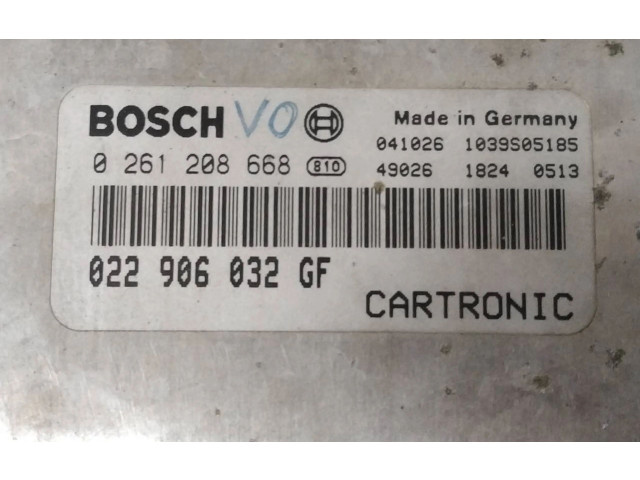 BOSCH VO Made in Germany
041026 1039S05185
0 261 208 668 810 49026 1824 0513
022 906 032 GF
CARTRONIC